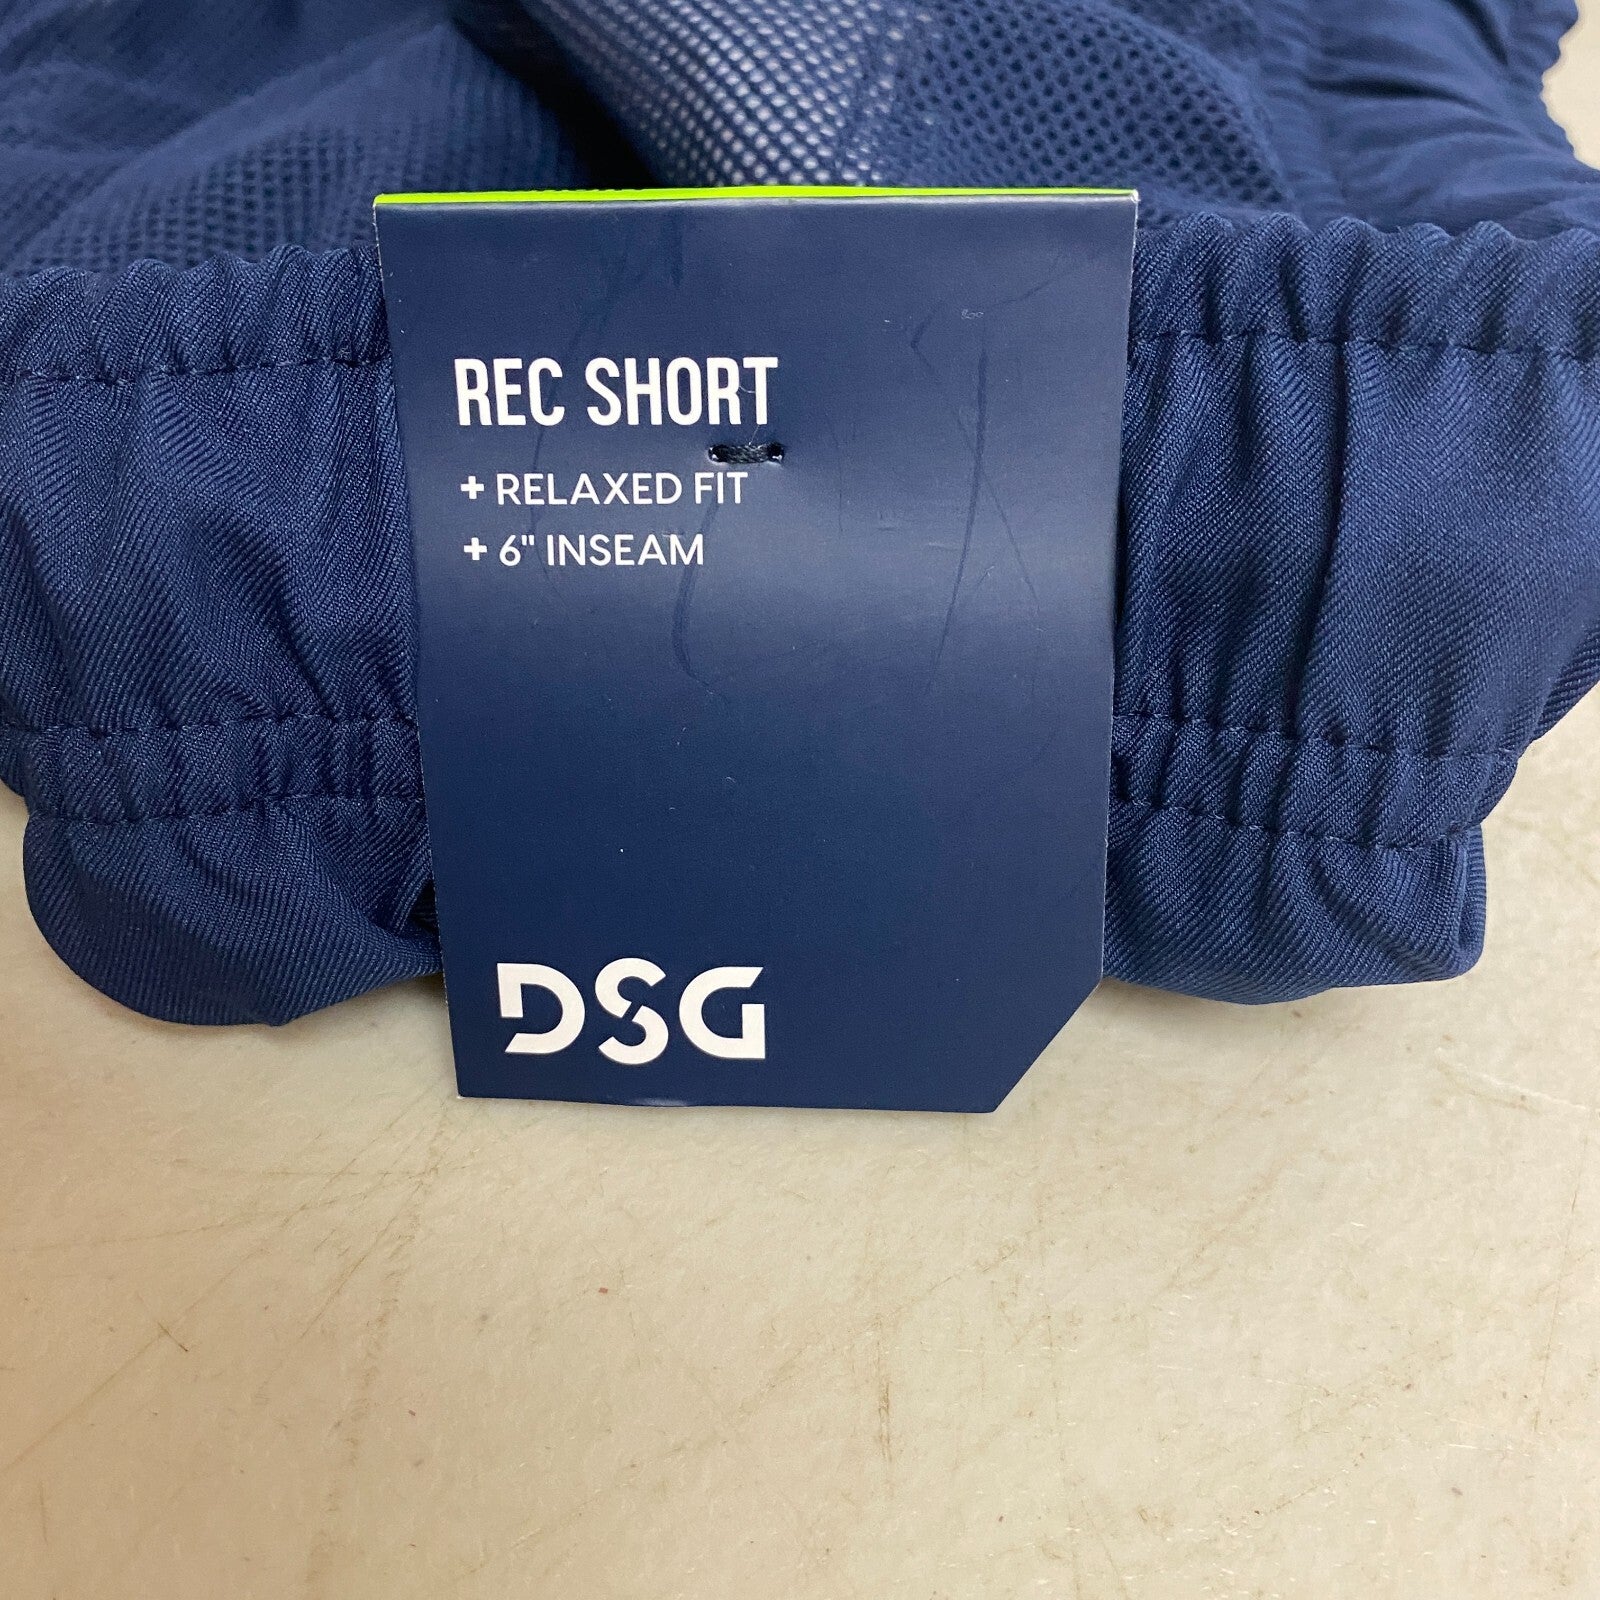 REC SHORT
+ RELAXED FIT
+ 6" INSEAM
DSG